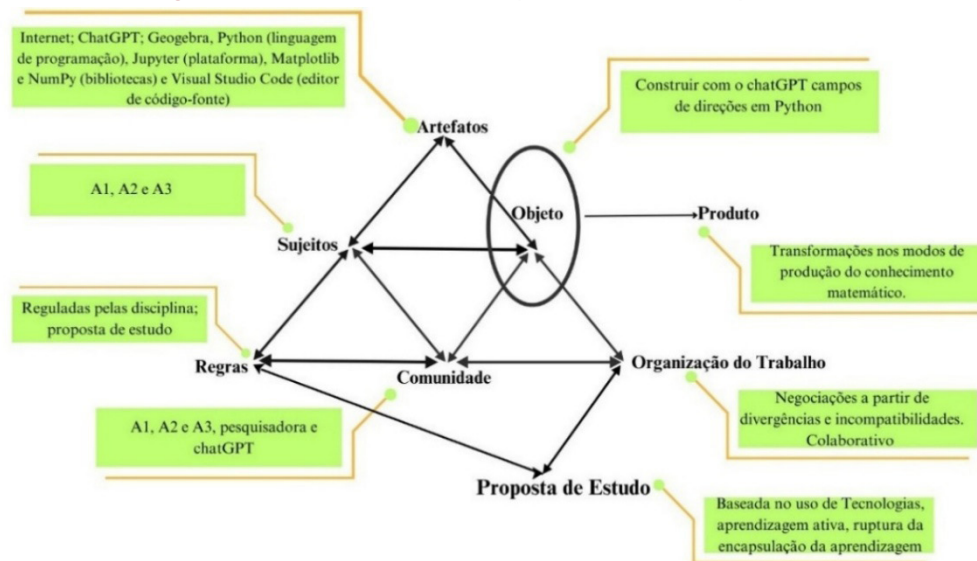 Internet; ChatGPT; Geogebra, Python (linguagem
de programação), Jupyter (plataforma), Matplotlib
e NumPy (bibliotecas) e Visual Studio Code (editor
de código-fonte)
Construir com o chatGPT campos
de direções em Python
Artefatos
A1, A2 e A3
Objeto
Produto
Sujeitos
Transformações nos modos de
produção do conhecimento
matemático.
Reguladas pelas disciplina;
proposta de estudo
Regras
Comunidade
Organização do Trabalho
A1, A2 e A3, pesquisadora e
chatGPT
Negociações a partir de
divergências e incompatibilidades.
Colaborativo
Proposta de Estudo
Baseada no uso de Tecnologias,
aprendizagem ativa, ruptura da
encapsulação da aprendizagem